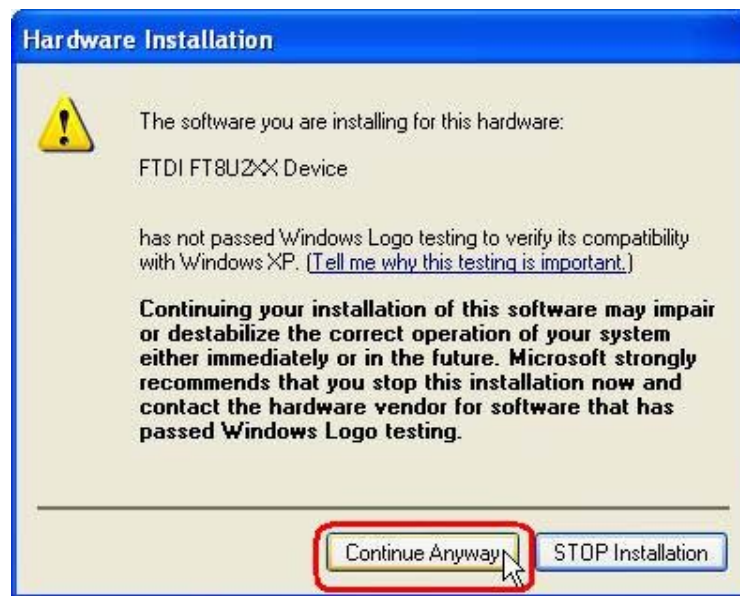 Hardware Installation
The software you are installing for this hardware:
FTDI FT8U2XX Device
has not passed Windows Logo testing to verify its compatibility
with Windows XP. (Tell me why this testing is important.)
Continuing your installation of this software may impair
or destabilize the correct operation of your system
either immediately or in the future. Microsoft strongly
recommends that you stop this installation now and
contact the hardware vendor for software that has
passed Windows Logo testing.
Continue Anyway STOP Installation